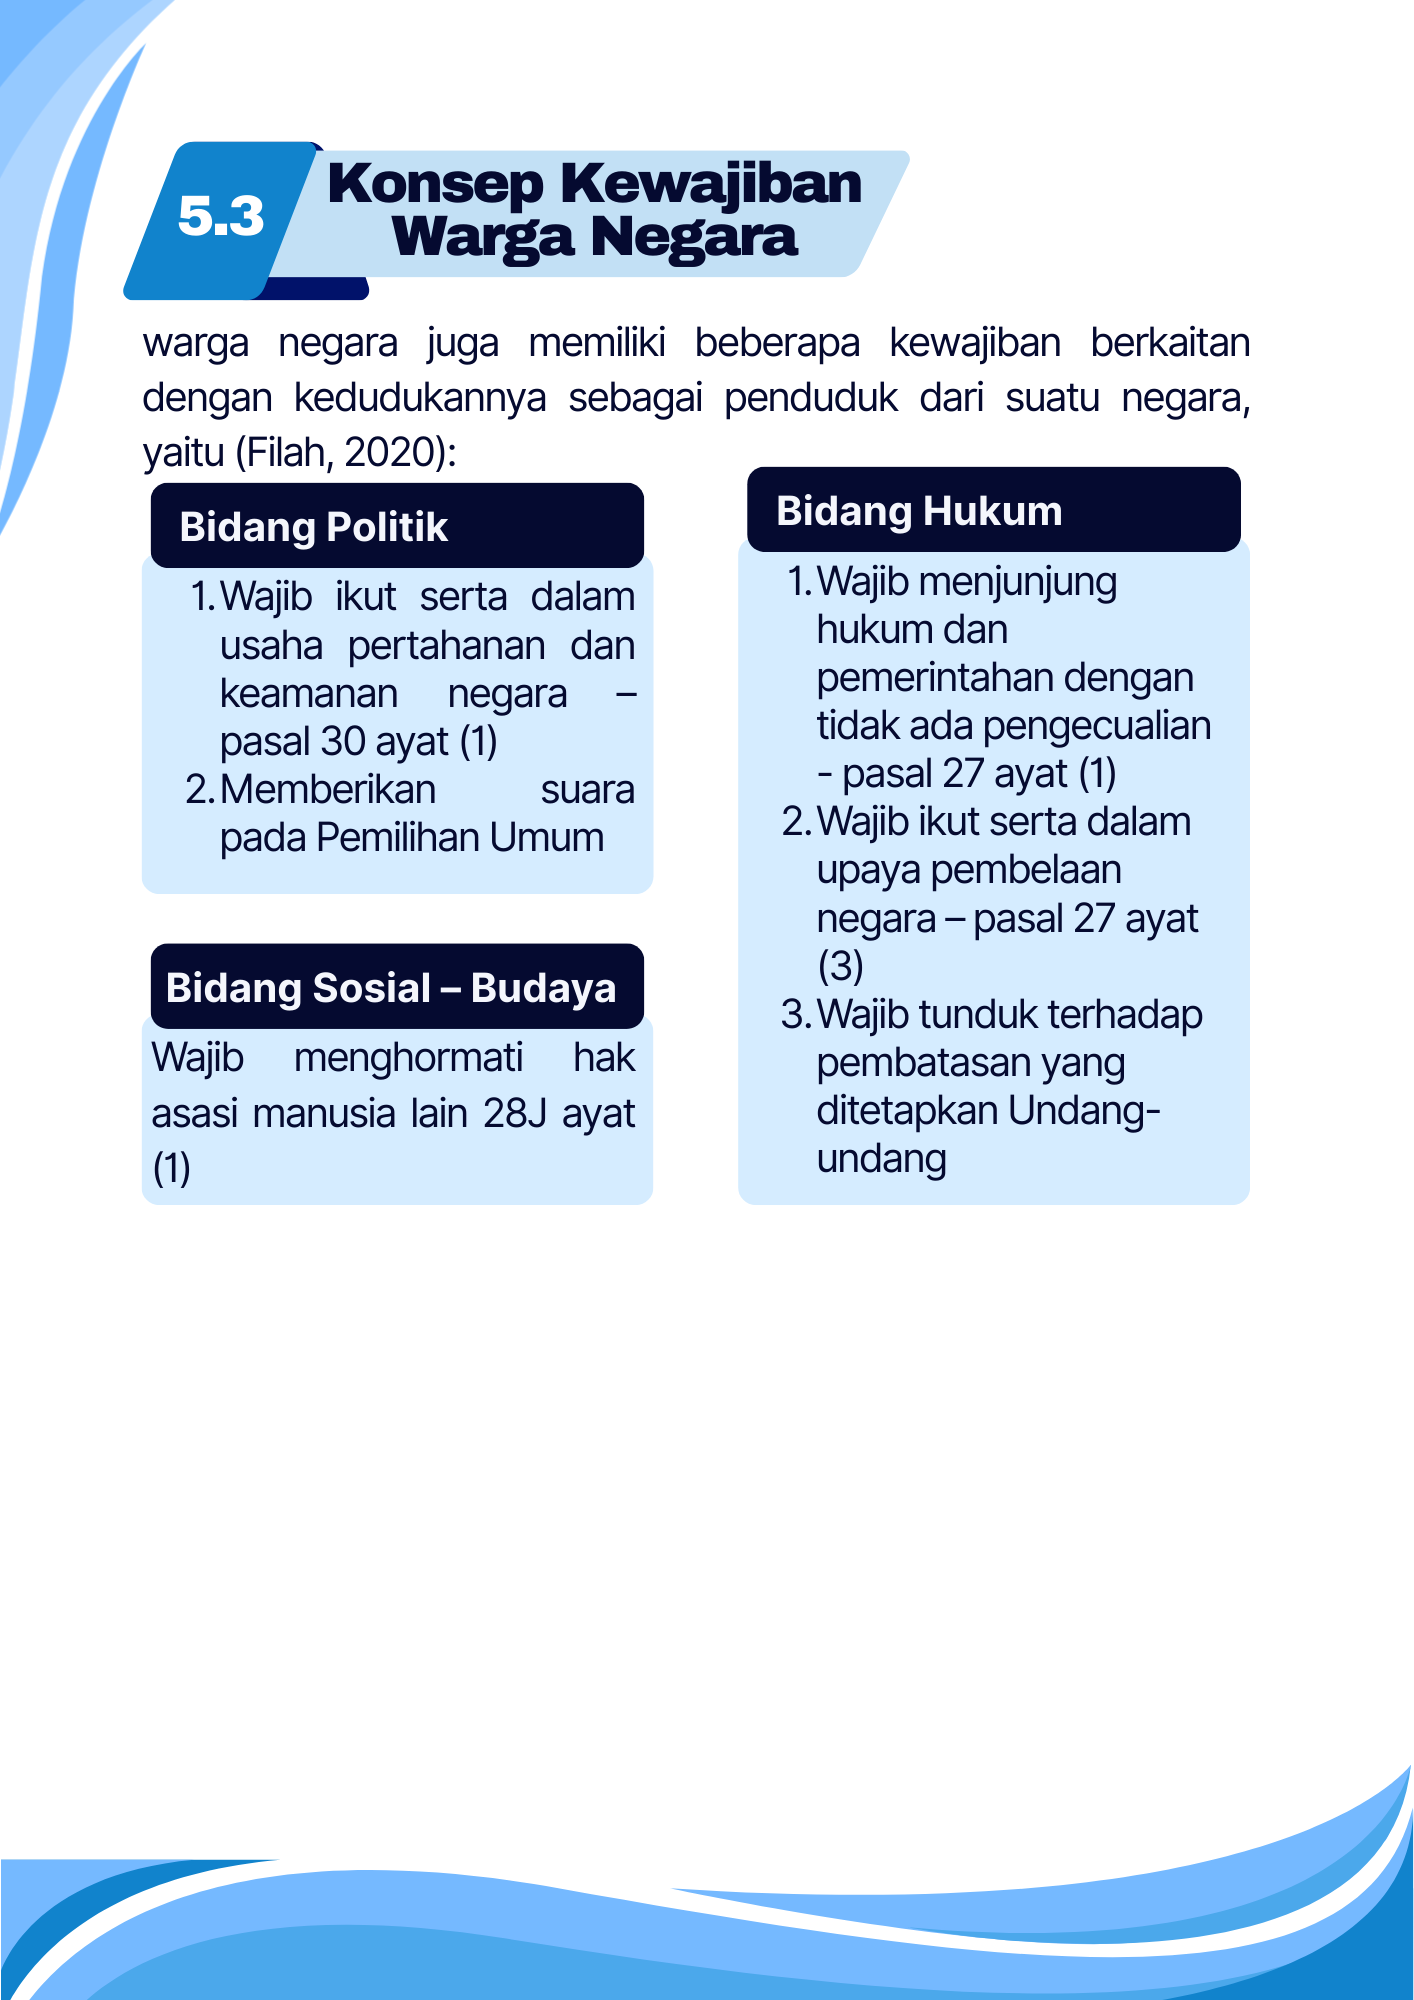 5.3
Konsep Kewajiban
Warga Negara
warga negara juga memiliki beberapa kewajiban berkaitan
dengan kedudukannya sebagai penduduk dari suatu negara,
yaitu (Filah, 2020):
Bidang Politik
1. Wajib ikut serta dalam
usaha pertahanan dan
keamanan negara –
pasal 30 ayat (1)
2. Memberikan suara
pada Pemilihan Umum
Bidang Sosial – Budaya
Wajib menghormati hak
asasi manusia lain 28J ayat
(1)
Bidang Hukum
1. Wajib menjunjung
hukum dan
pemerintahan dengan
tidak ada pengecualian
- pasal 27 ayat (1)
2. Wajib ikut serta dalam
upaya pembelaan
negara – pasal 27 ayat
(3)
3. Wajib tunduk terhadap
pembatasan yang
ditetapkan Undang-
undang